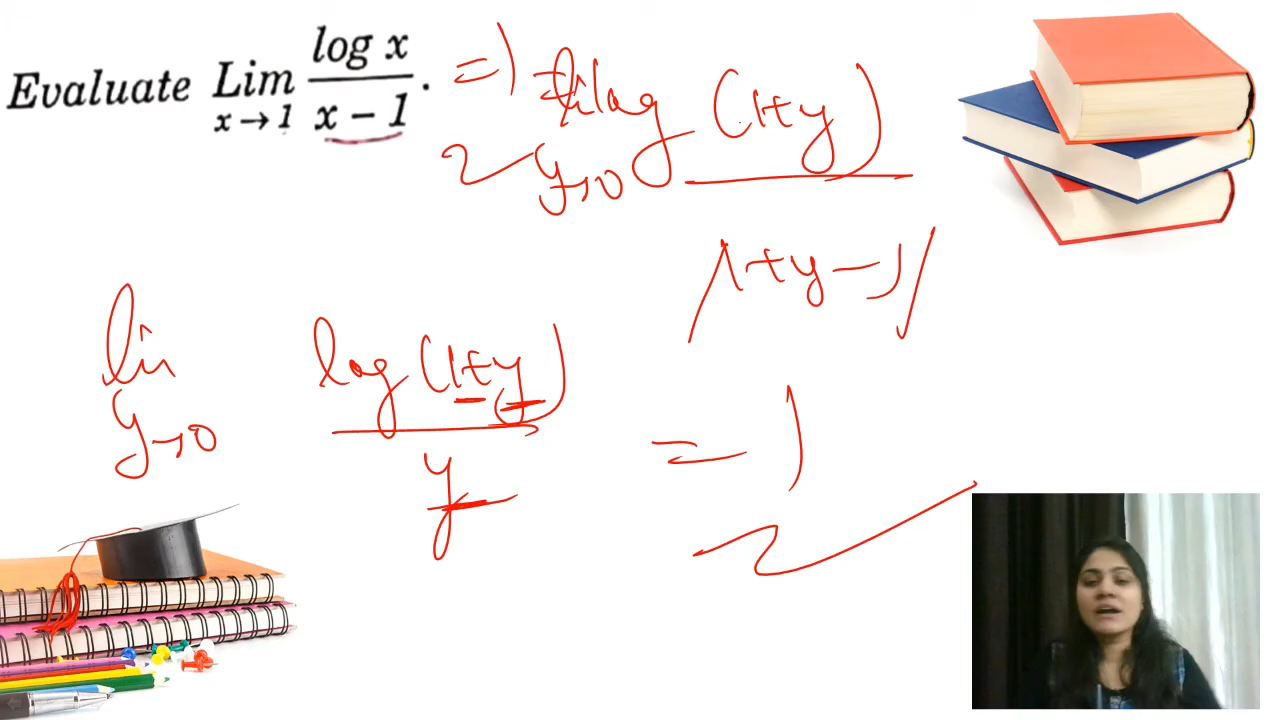 Evaluate Lim x→1 log x / x − 1 .
=) lim y→0 log (1+y) / 1+y−1
lim y→0 log (1+y) / y = 1